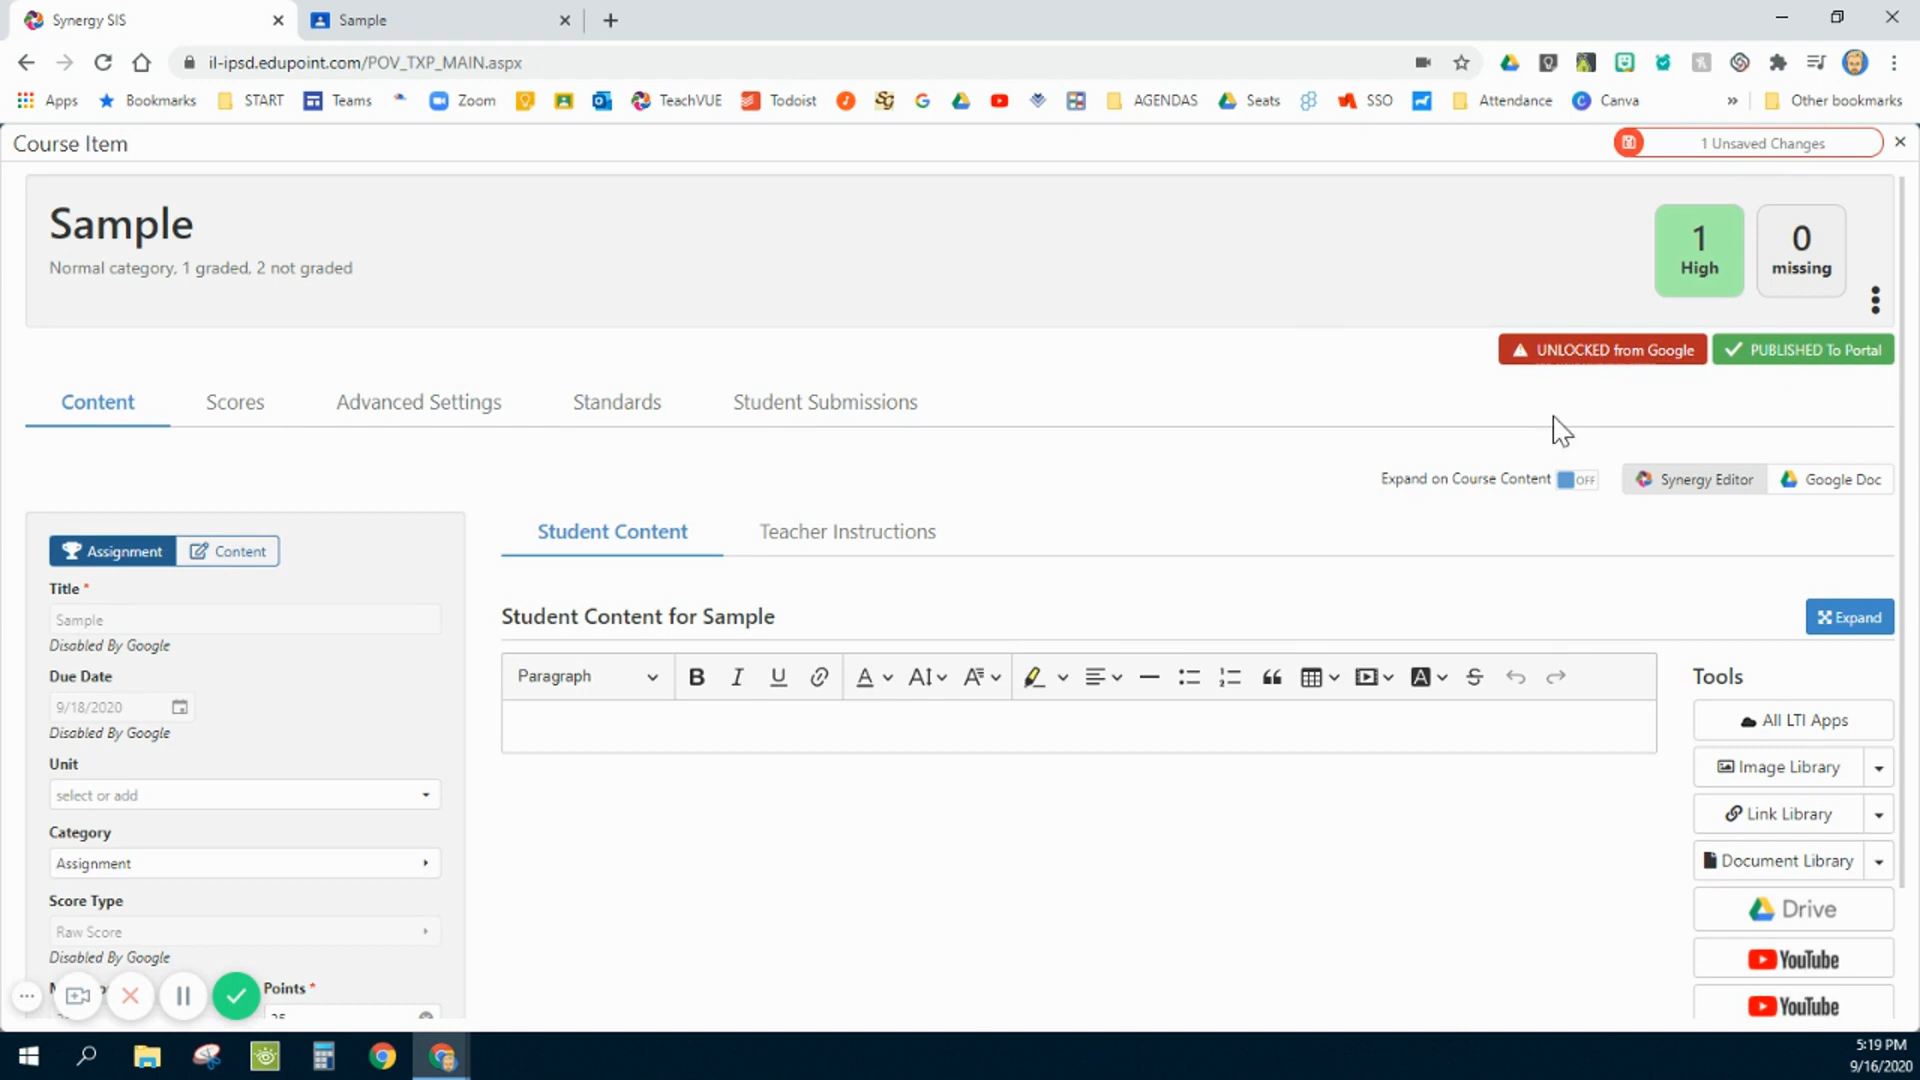 Synergy SIS
Sample
il-ipsd.edupoint.com/POV_TXP_MAIN.aspx
Apps
Bookmarks
START
Teams
Zoom
TeachVUE
Todoist
AGENDAS
Seats
SSO
Attendance
Canva
»
Other bookmarks
Course Item
1 Unsaved Changes
Sample
Normal category, 1 graded, 2 not graded
1
High
0
missing
UNLOCKED from Google
PUBLISHED To Portal
Content
Scores
Advanced Settings
Standards
Student Submissions
Expand on Course Content
OFF
Synergy Editor
Google Doc
Assignment
Content
Student Content
Teacher Instructions
Title *
Sample
Disabled By Google
Student Content for Sample
Expand
Due Date
9/18/2020
Disabled By Google
Paragraph
B I U
Tools
All LTI Apps
Image Library
Link Library
Document Library
Drive
YouTube
YouTube
Unit
select or add
Category
Assignment
Score Type
Raw Score
Disabled By Google
Points *
5:19 PM
9/16/2020